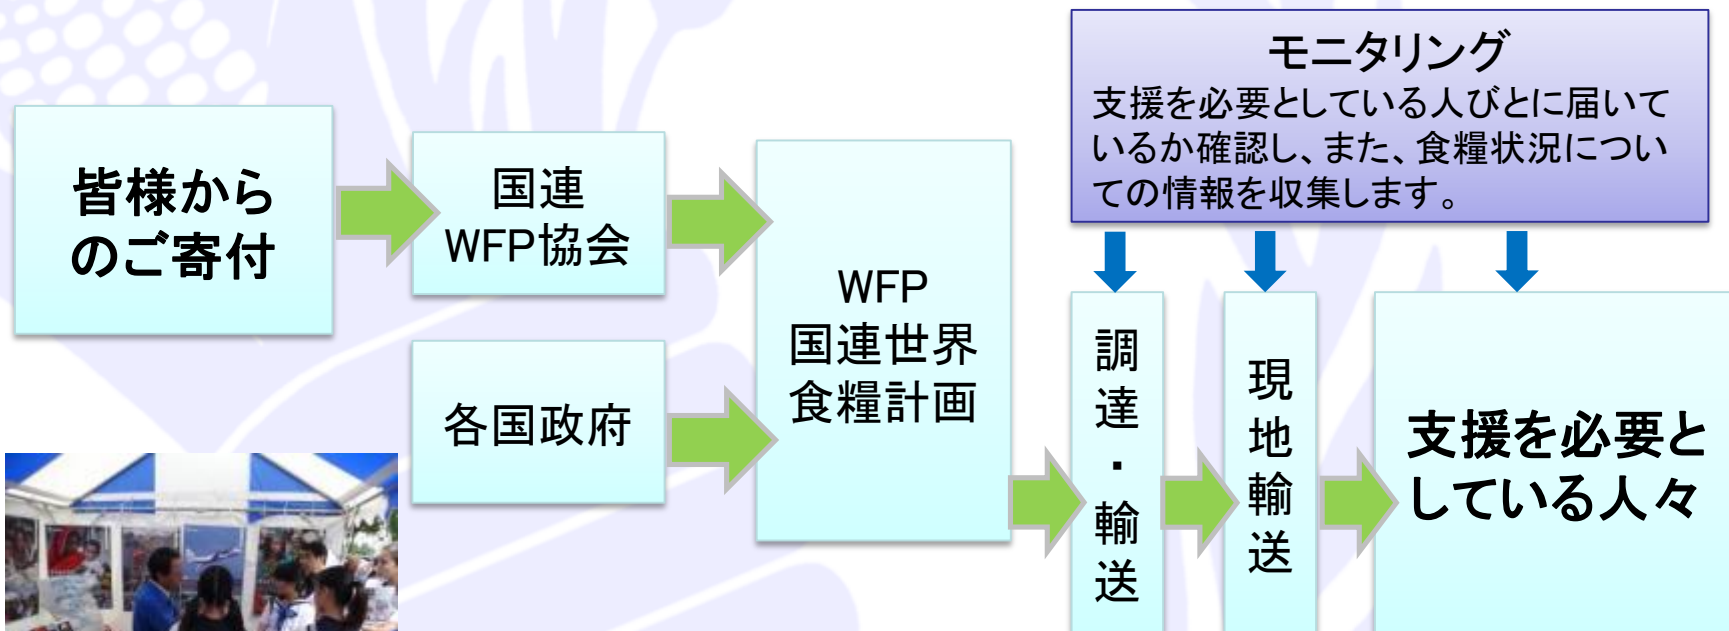 モニタリング
支援を必要としている人びとに届いて
いるか確認し、また、食糧状況につい
ての情報を収集します。
皆様から
のご寄付
国連
WFP協会
各国政府
WFP
国連世界
食糧計画
調達・輸送
現地輸送
支援を必要と
している人々